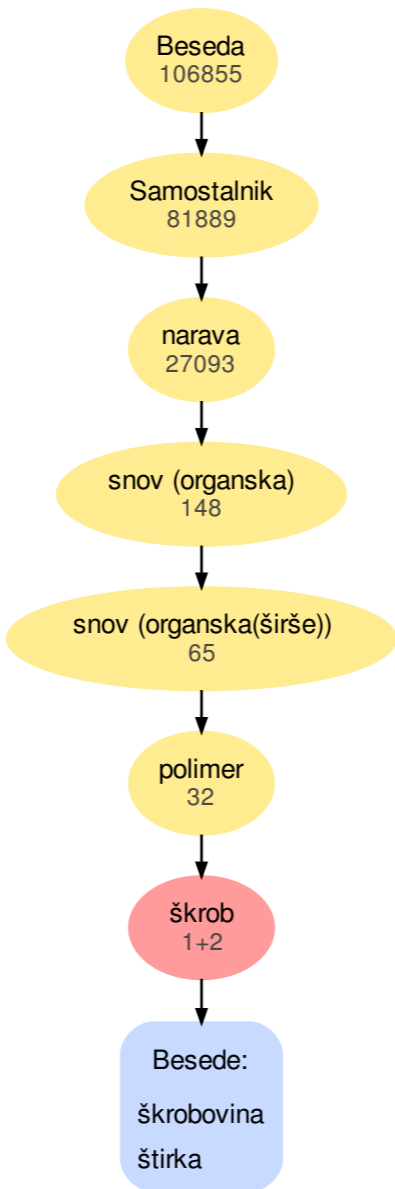 Beseda
106855
Samostalnik
81889
narava
27093
snov (organska)
148
snov (organska(širše))
65
polimer
32
škrob
1+2
Besede:
škrobovina
štirka